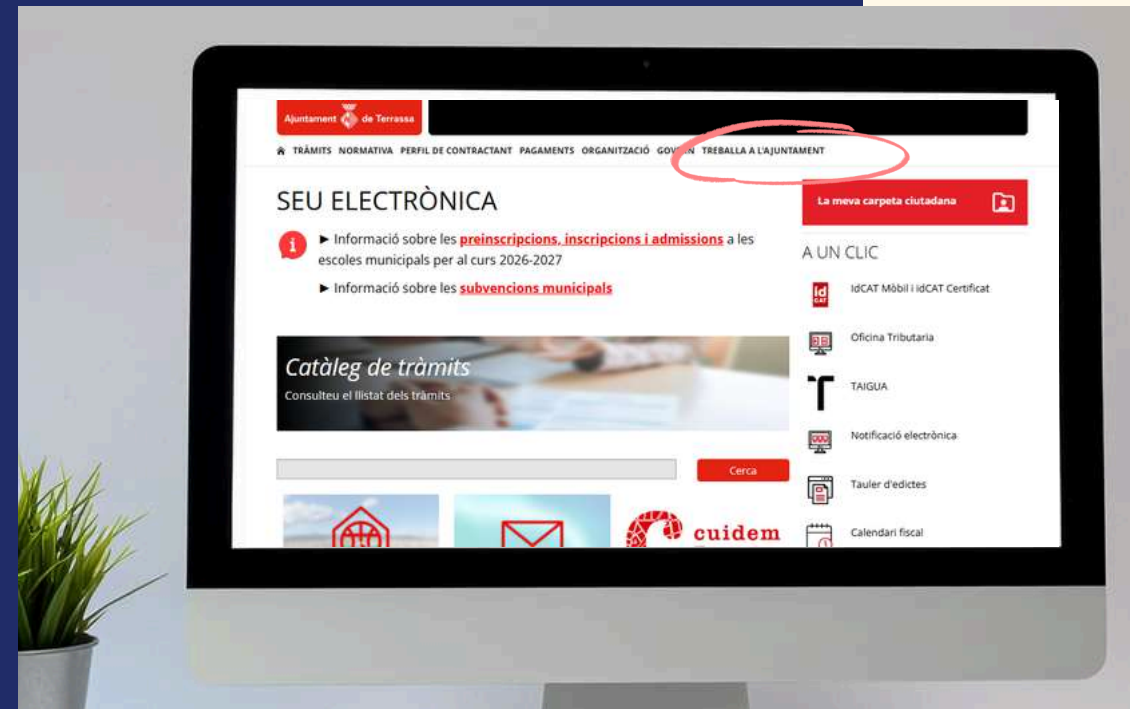 Ajuntament de Terrassa
TRÀMITS NORMATIVA PERFIL DE CONTRACTANT PAGAMENTS ORGANITZACIÓ GOVERN TREBALLA A L'AJUNTAMENT
SEU ELECTRÒNICA
i
► Informació sobre les preinscripcions, inscripcions i admissions a les
escoles municipals per al curs 2026-2027
► Informació sobre les subvencions municipals
Catàleg de tràmits
Consulteu el llistat dels tràmits
Cerca
cuidem
La meva carpeta ciutadana
A UN CLIC
id
CAT
IdCAT Mòbil i idCAT Certificat
Oficina Tributaria
TAIGUA
Notificació electrònica
Tauler d'edictes
Calendari fiscal